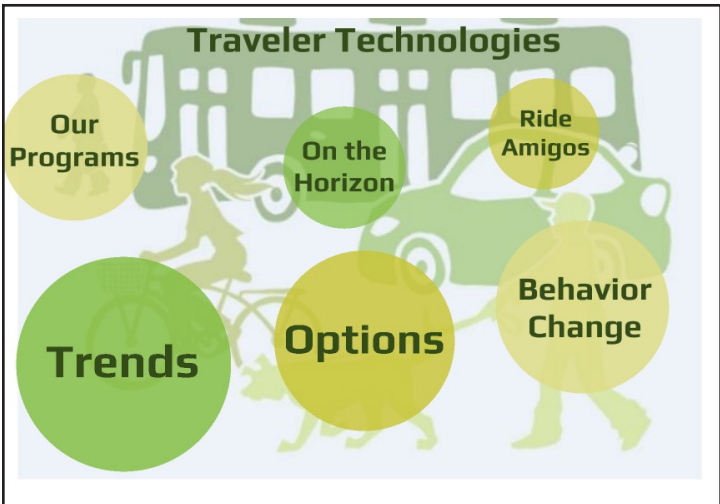 Traveler Technologies
Our
Programs
On the
Horizon
Ride
Amigos
Trends
Options
Behavior
Change